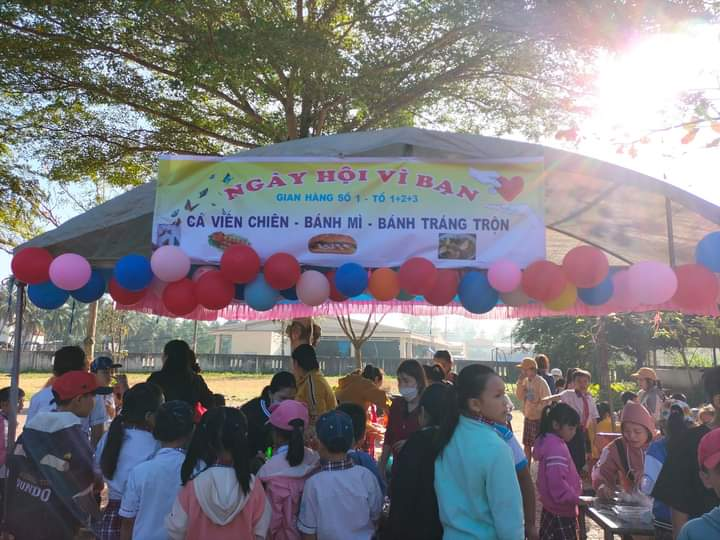 NGÀY HỘI VÌ BẠN
GIAN HÀNG SỐ 1 - TỔ 1+2+3
CÁ VIÊN CHIÊN - BÁNH MÌ - BÁNH TRÁNG TRỘN